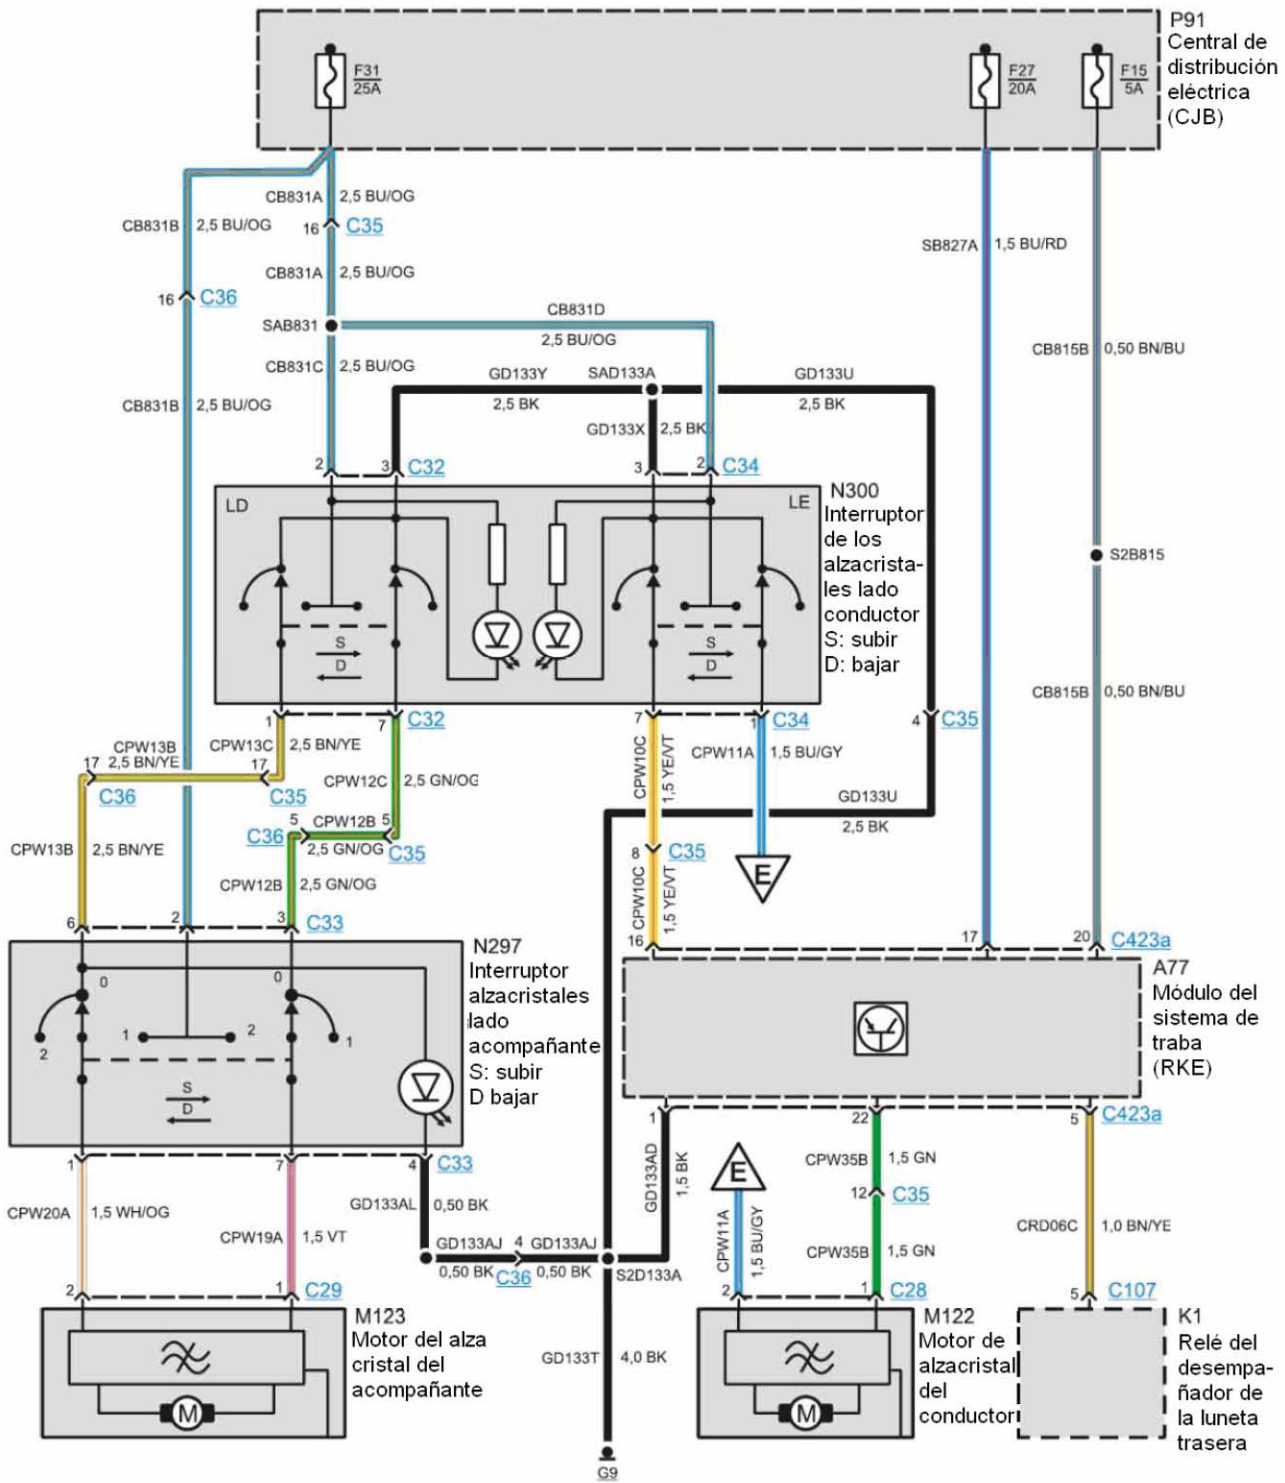 P91
Central de
distribución
eléctrica
(CJB)
F31
25A
F27
20A
F15
5A
CB831A 2,5 BU/OG
CB831B 2,5 BU/OG
16 C35
SB827A 1,5 BU/RD
CB831A 2,5 BU/OG
16 C36
CB831D
SAB831
2,5 BU/OG
CB815B 0,50 BN/BU
CB831C 2,5 BU/OG
GD133Y SAD133A GD133U
CB831B 2,5 BU/OG
2,5 BK 2,5 BK
GD133X 2,5 BK
2 3 C32 3 2 C34
LD LE
N300
Interruptor
de los
alzacrista-
les lado
conductor
S: subir
D: bajar
S2B815
S
D
S
D
CB815B 0,50 BN/BU
1 7 C32 7 1 C34 4 C35
CPW13B
2,5 BN/YE
CPW13C 2,5 BN/YE
CPW10C 1,5 YE/VT
CPW11A 1,5 BU/GY
17 C36
17 C35
CPW12C 2,5 GN/OG
GD133U
2,5 BK
5 CPW12B 5
C36 2,5 GN/OG C35
CPW13B 2,5 BN/YE
8 C35
E
CPW12B 2,5 GN/OG
CPW10C 1,5 YE/VT
6 2 3 C33
16 17 20 C423a
N297
Interruptor
alzacristales
lado
acompañante
S: subir
D bajar
0 0
1 2
2 1
S
D
A77
Módulo del
sistema de
traba
(RKE)
1 22 5 C423a
1 7 4 C33
CPW20A 1,5 WH/OG
GD133AL 0,50 BK
CPW19A 1,5 VT
GD133AD 1,5 BK
E
CPW35B 1,5 GN
12 C35
CPW11A 1,5 BU/GY
CRD06C 1,0 BN/YE
GD133AJ 4 GD133AJ
0,50 BK C36 0,50 BK
S2D133A
CPW35B 1,5 GN
2 1 C29
2 1 C28
5 C107
M123
Motor del alza
cristal del
acompañante
M
GD133T 4,0 BK
M122
Motor de
alzacristal
del
conductor
M
K1
Relé del
desempa-
ñador de
la luneta
trasera
G9